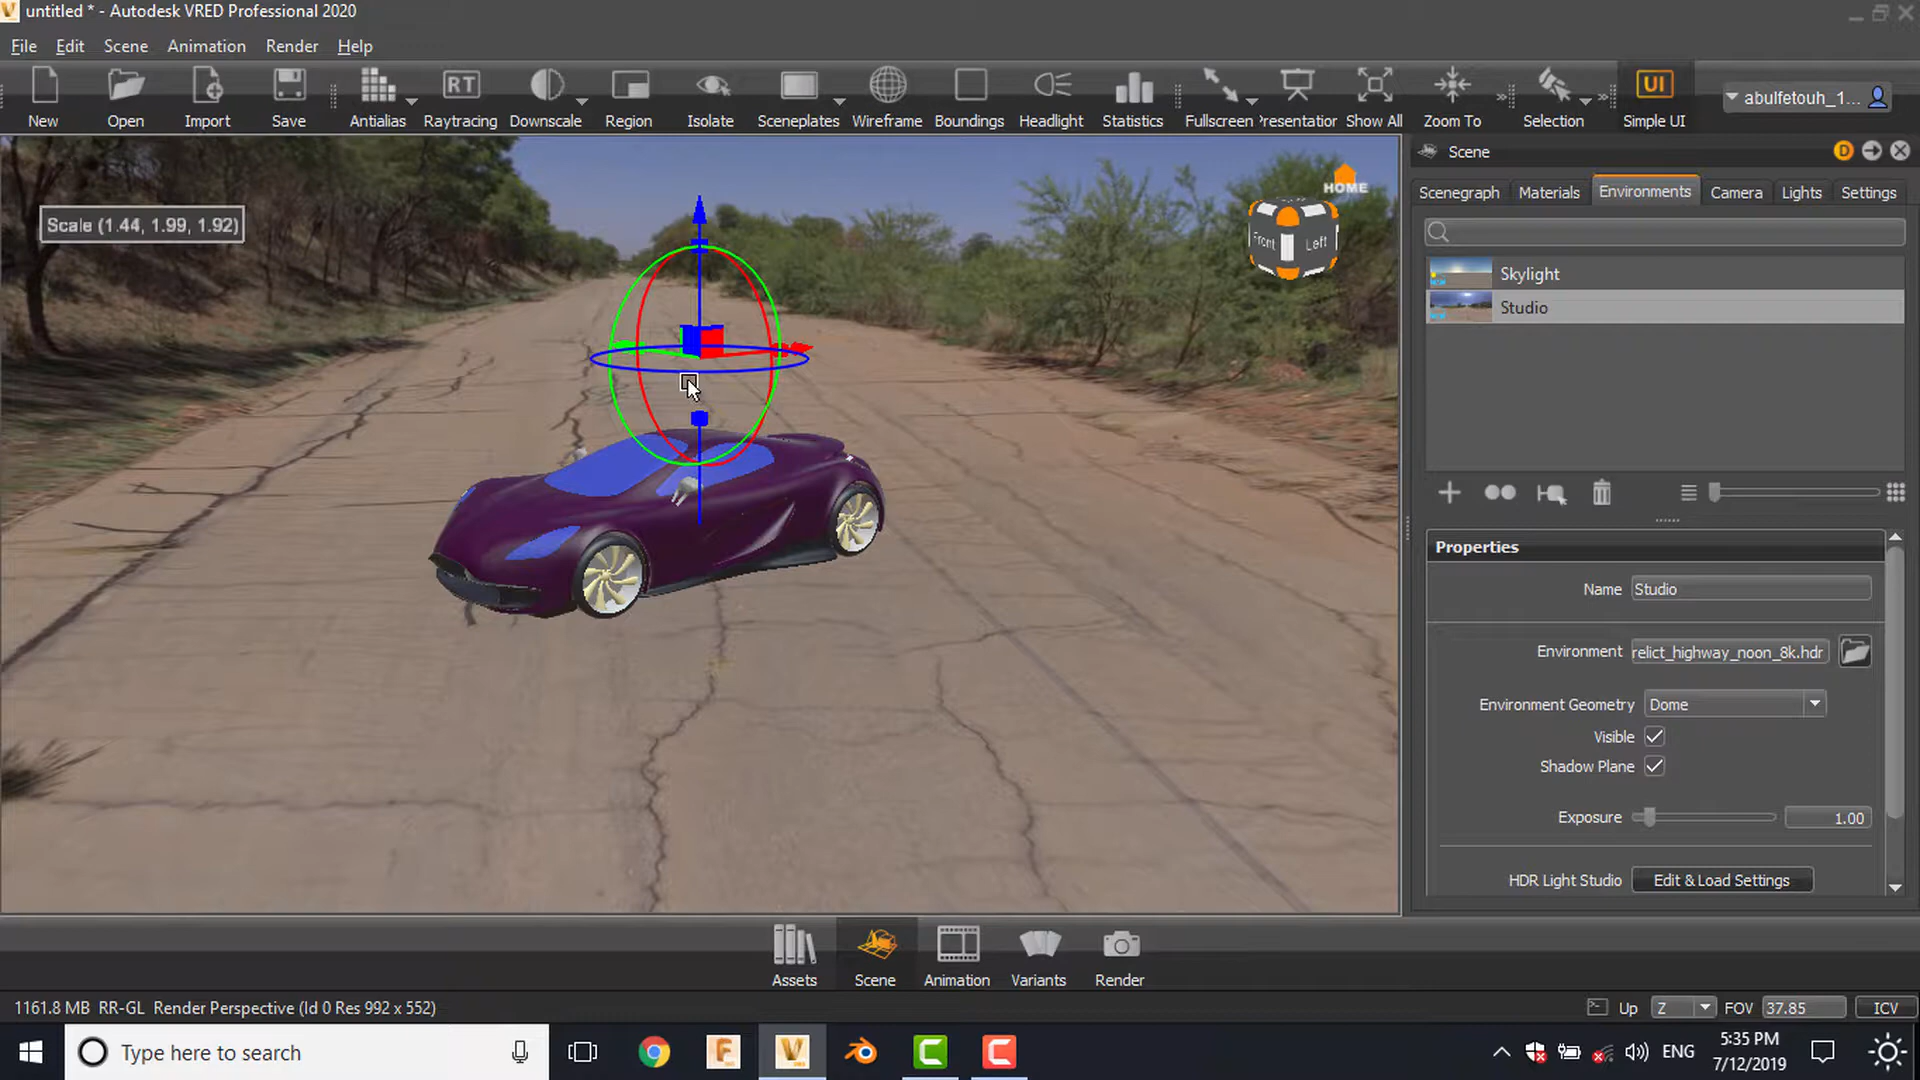 untitled * - Autodesk VRED Professional 2020
File Edit Scene Animation Render Help
RT UI
New Open Import Save Antialias Raytracing Downscale Region Isolate Sceneplates Wireframe Boundings Headlight Statistics Fullscreen Presentation Show All Zoom To Selection Simple UI
abulfetouh_1...
Scene
D
Scenegraph Materials Environments Camera Lights Settings
HOME
Front Left
Scale (1.44, 1.99, 1.92)
Skylight
Studio
Properties
Name Studio
Environment relict_highway_noon_8k.hdr
Environment Geometry Dome
Visible
Shadow Plane
Exposure 1.00
HDR Light Studio Edit & Load Settings
Assets Scene Animation Variants Render
1161.8 MB RR-GL Render Perspective (Id 0 Res 992 x 552)
Up Z FOV 37.85 ICV
Type here to search
ENG
5:35 PM
7/12/2019